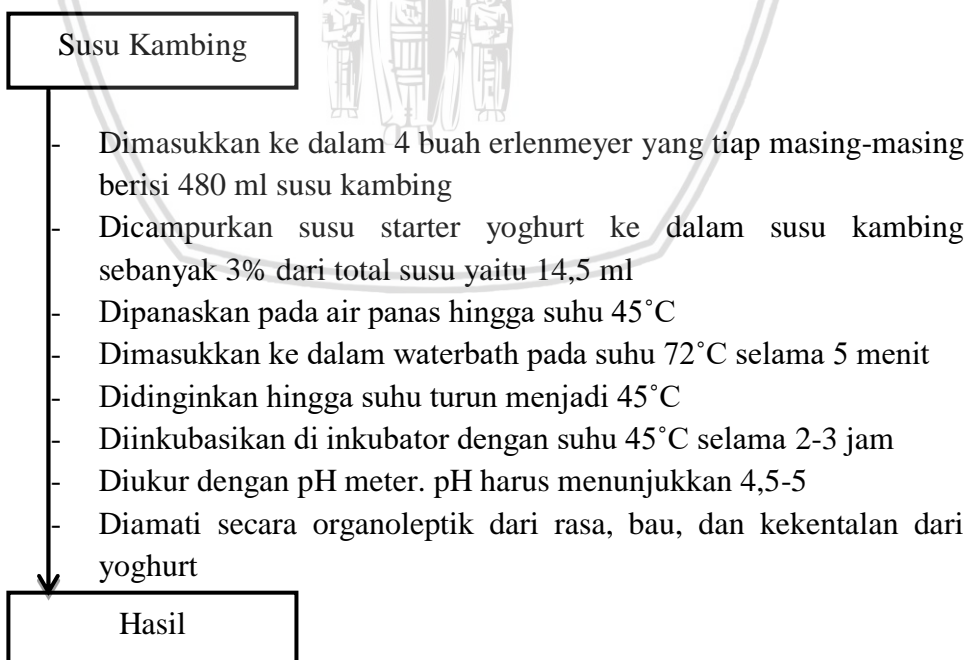 Susu Kambing
- Dimasukkan ke dalam 4 buah erlenmeyer yang tiap masing-masing
berisi 480 ml susu kambing
- Dicampurkan susu starter yoghurt ke dalam susu kambing
sebanyak 3% dari total susu yaitu 14,5 ml
- Dipanaskan pada air panas hingga suhu 45˚C
- Dimasukkan ke dalam waterbath pada suhu 72˚C selama 5 menit
- Didinginkan hingga suhu turun menjadi 45˚C
- Diinkubasikan di inkubator dengan suhu 45˚C selama 2-3 jam
- Diukur dengan pH meter. pH harus menunjukkan 4,5-5
- Diamati secara organoleptik dari rasa, bau, dan kekentalan dari
yoghurt
Hasil